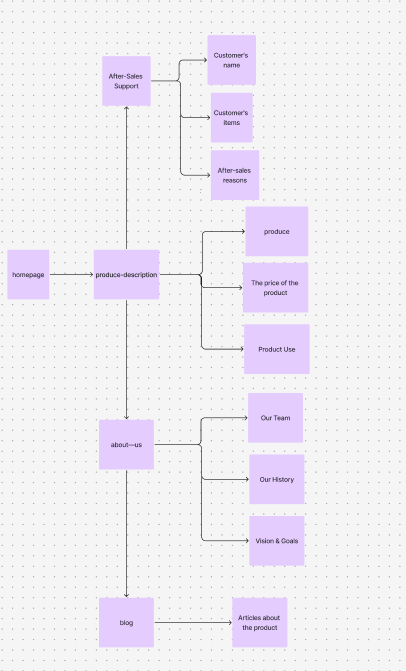 After-Sales
Support
Customer's
name
Customer's
items
After-sales
reasons
homepage
produce-description
produce
The price of the
product
Product Use
about---us
Our Team
Our History
Vision & Goals
blog
Articles about
the product